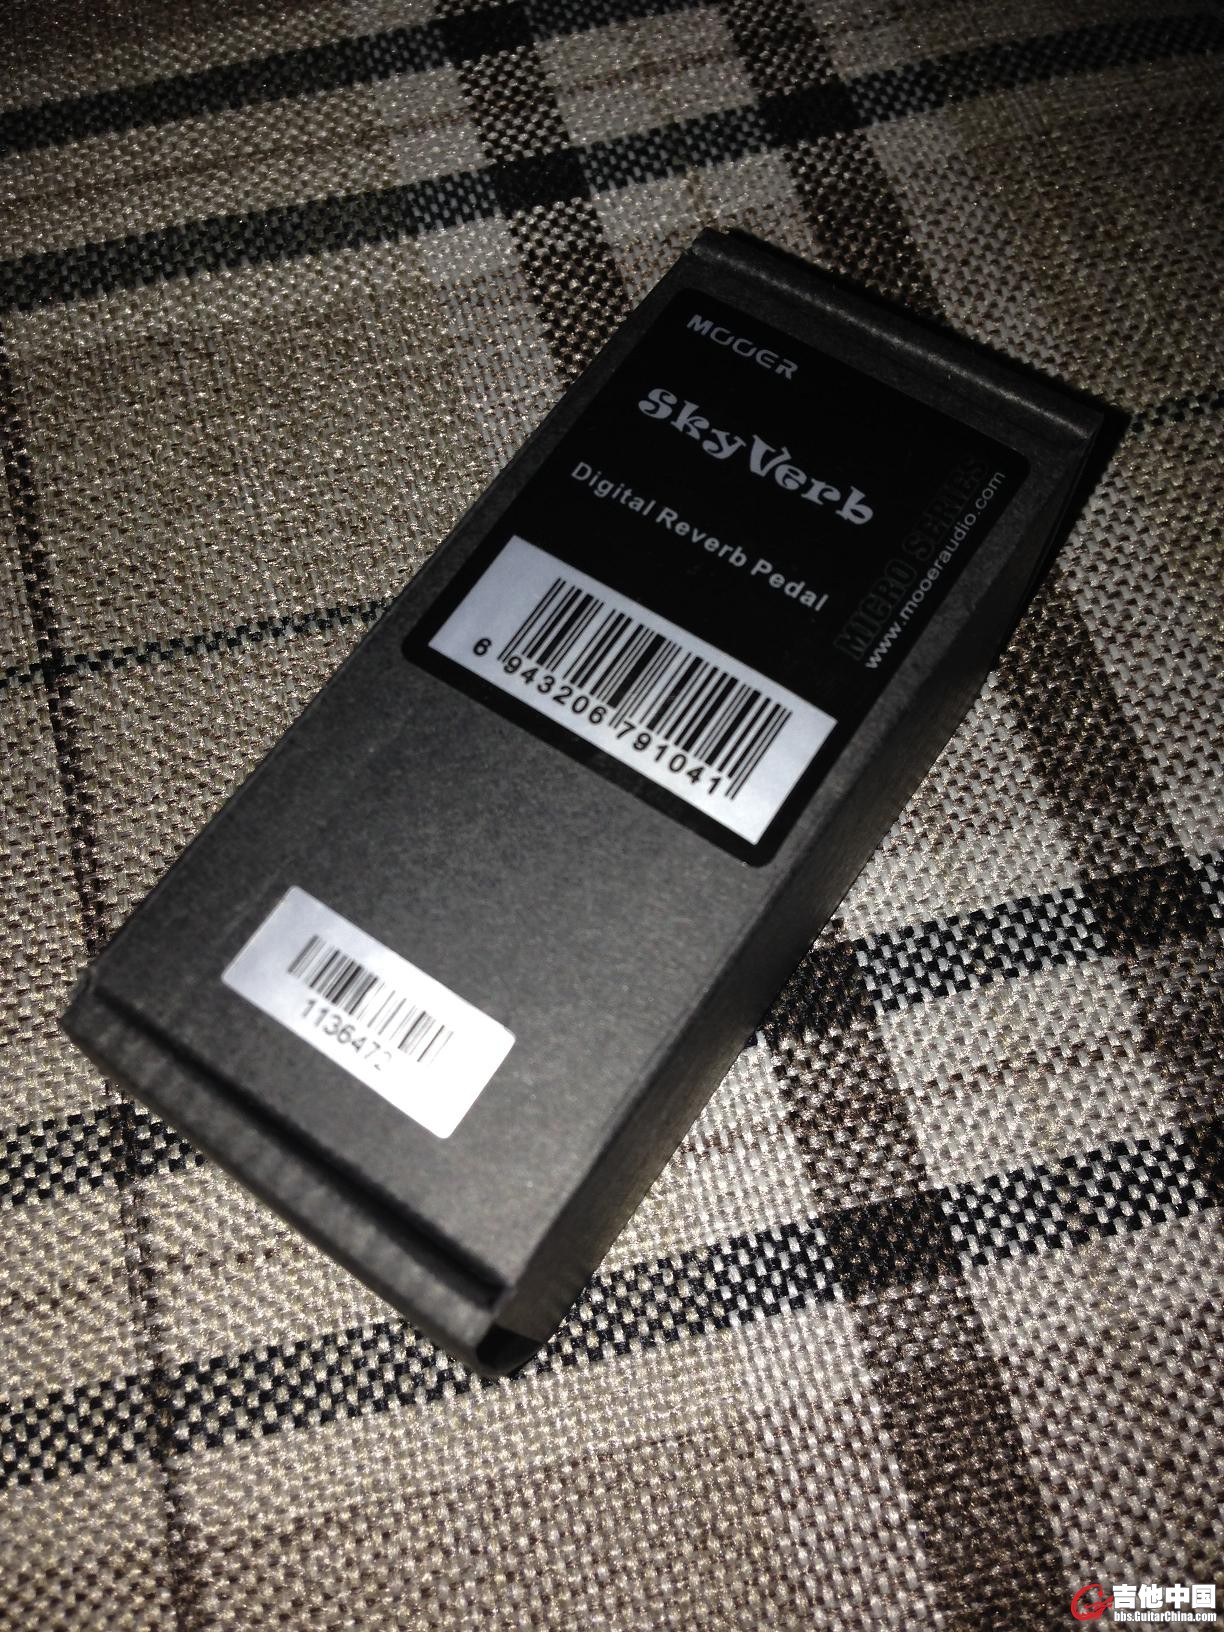 MOOER
SkyVerb
Digital Reverb Pedal
MICRO SERIES
www.mooeraudio.com
6 943206 791041
1136472
吉他中国
bbs.GuitarChina.com